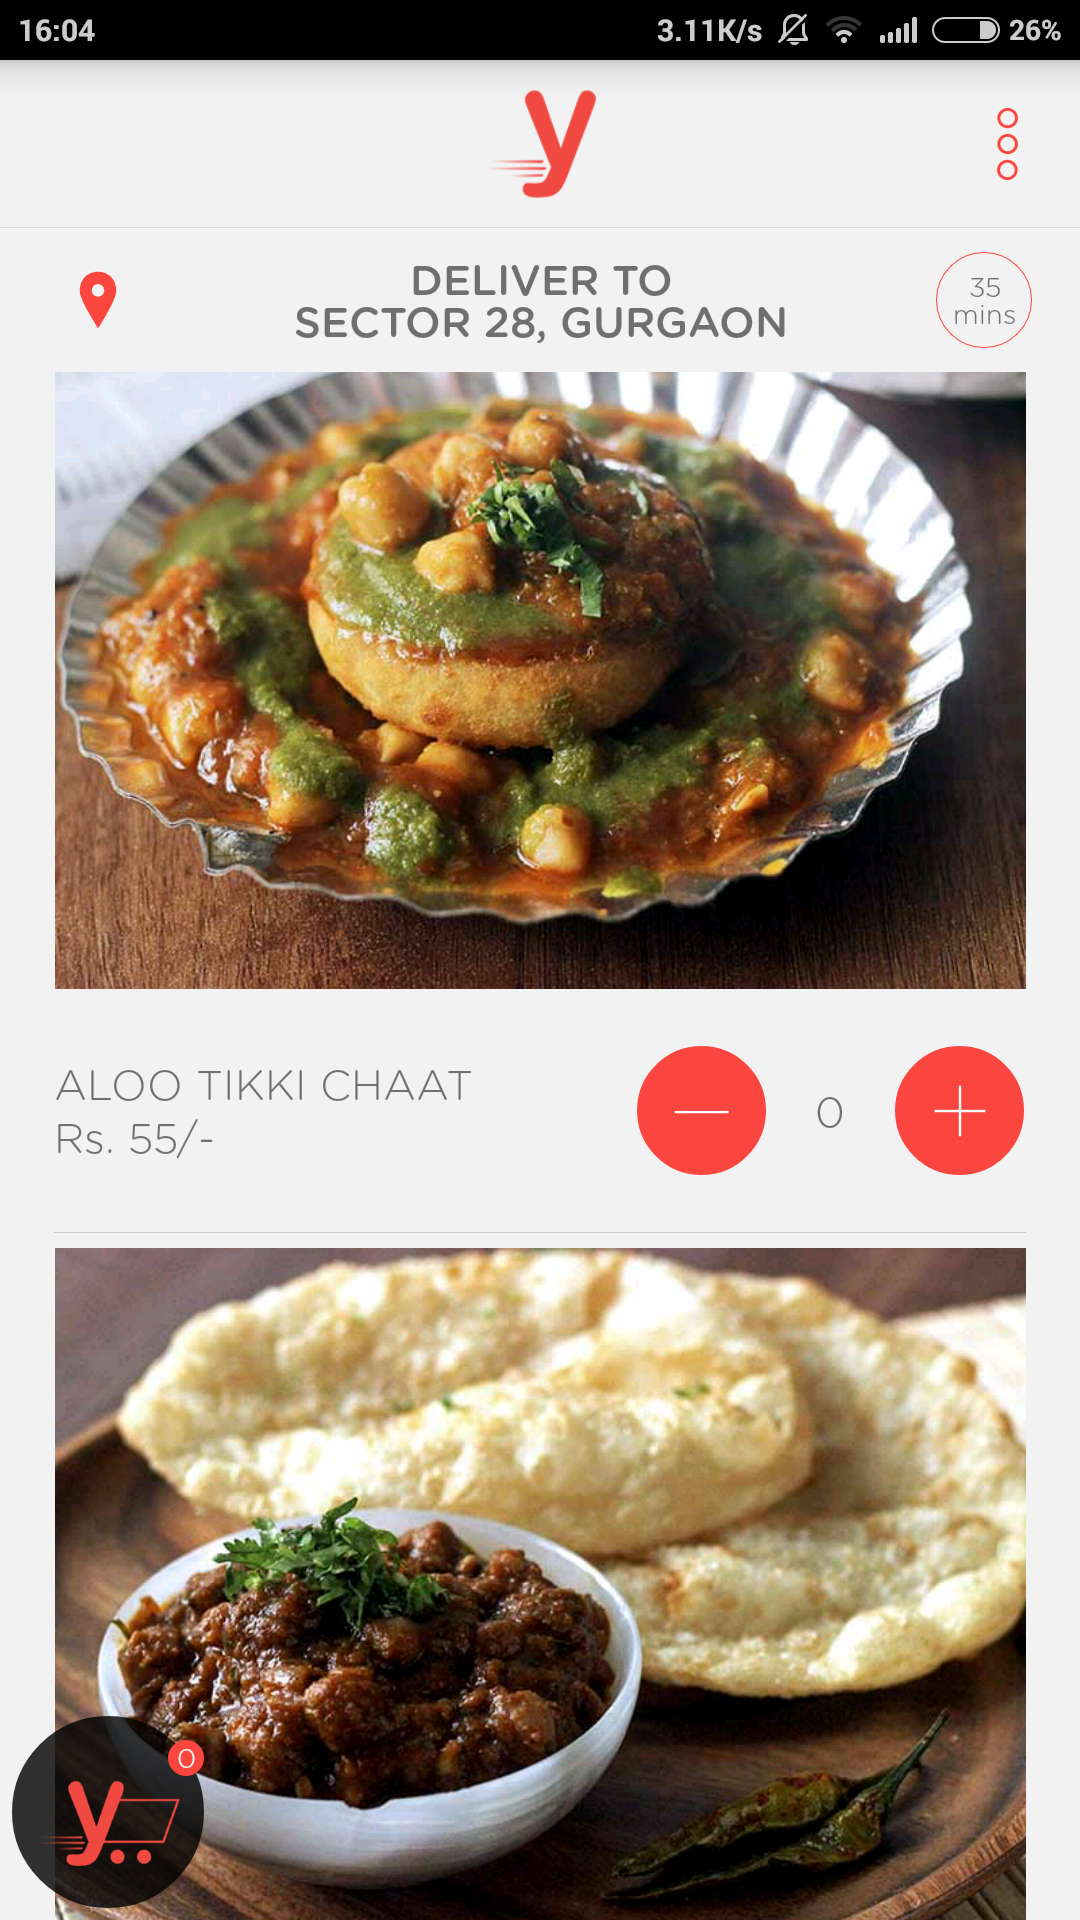 16:04 3.11K/s 26%
y
DELIVER TO
SECTOR 28, GURGAON
35
mins
ALOO TIKKI CHAAT
Rs. 55/-
0
0
y